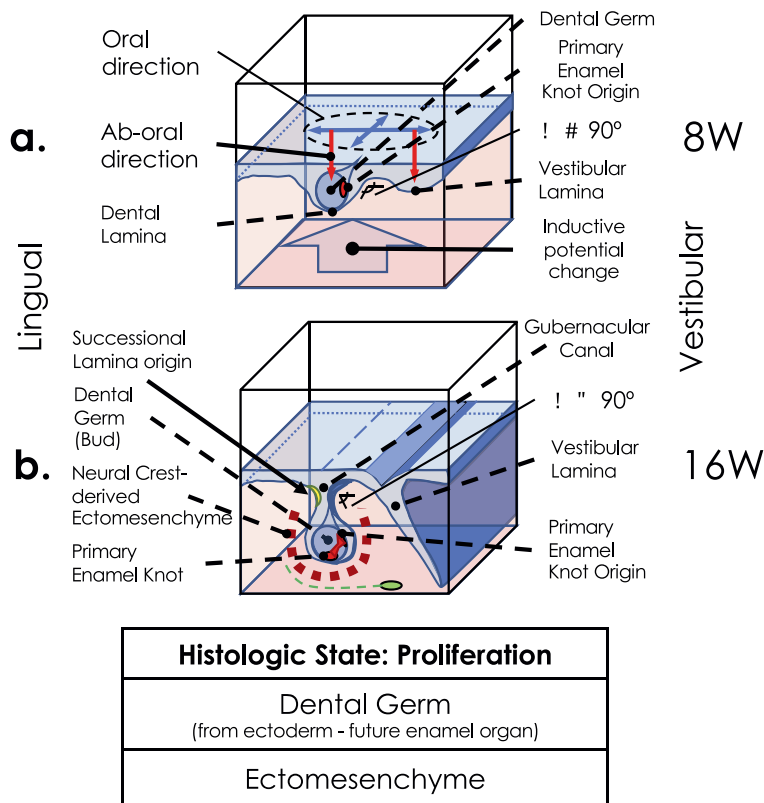 Oral
direction
Dental Germ
Primary
Enamel
Knot Origin
a.
Ab-oral
direction
! # 90º
8W
Vestibular
Lamina
Dental
Lamina
Inductive
potential
change
Lingual
Vestibular
Successional
Lamina origin
Gubernacular
Canal
Dental
Germ
(Bud)
! " 90º
b.
Vestibular
Lamina
16W
Neural Crest-
derived
Ectomesenchyme
Primary
Enamel Knot
Primary
Enamel
Knot Origin
Histologic State: Proliferation
Dental Germ
(from ectoderm - future enamel organ)
Ectomesenchyme